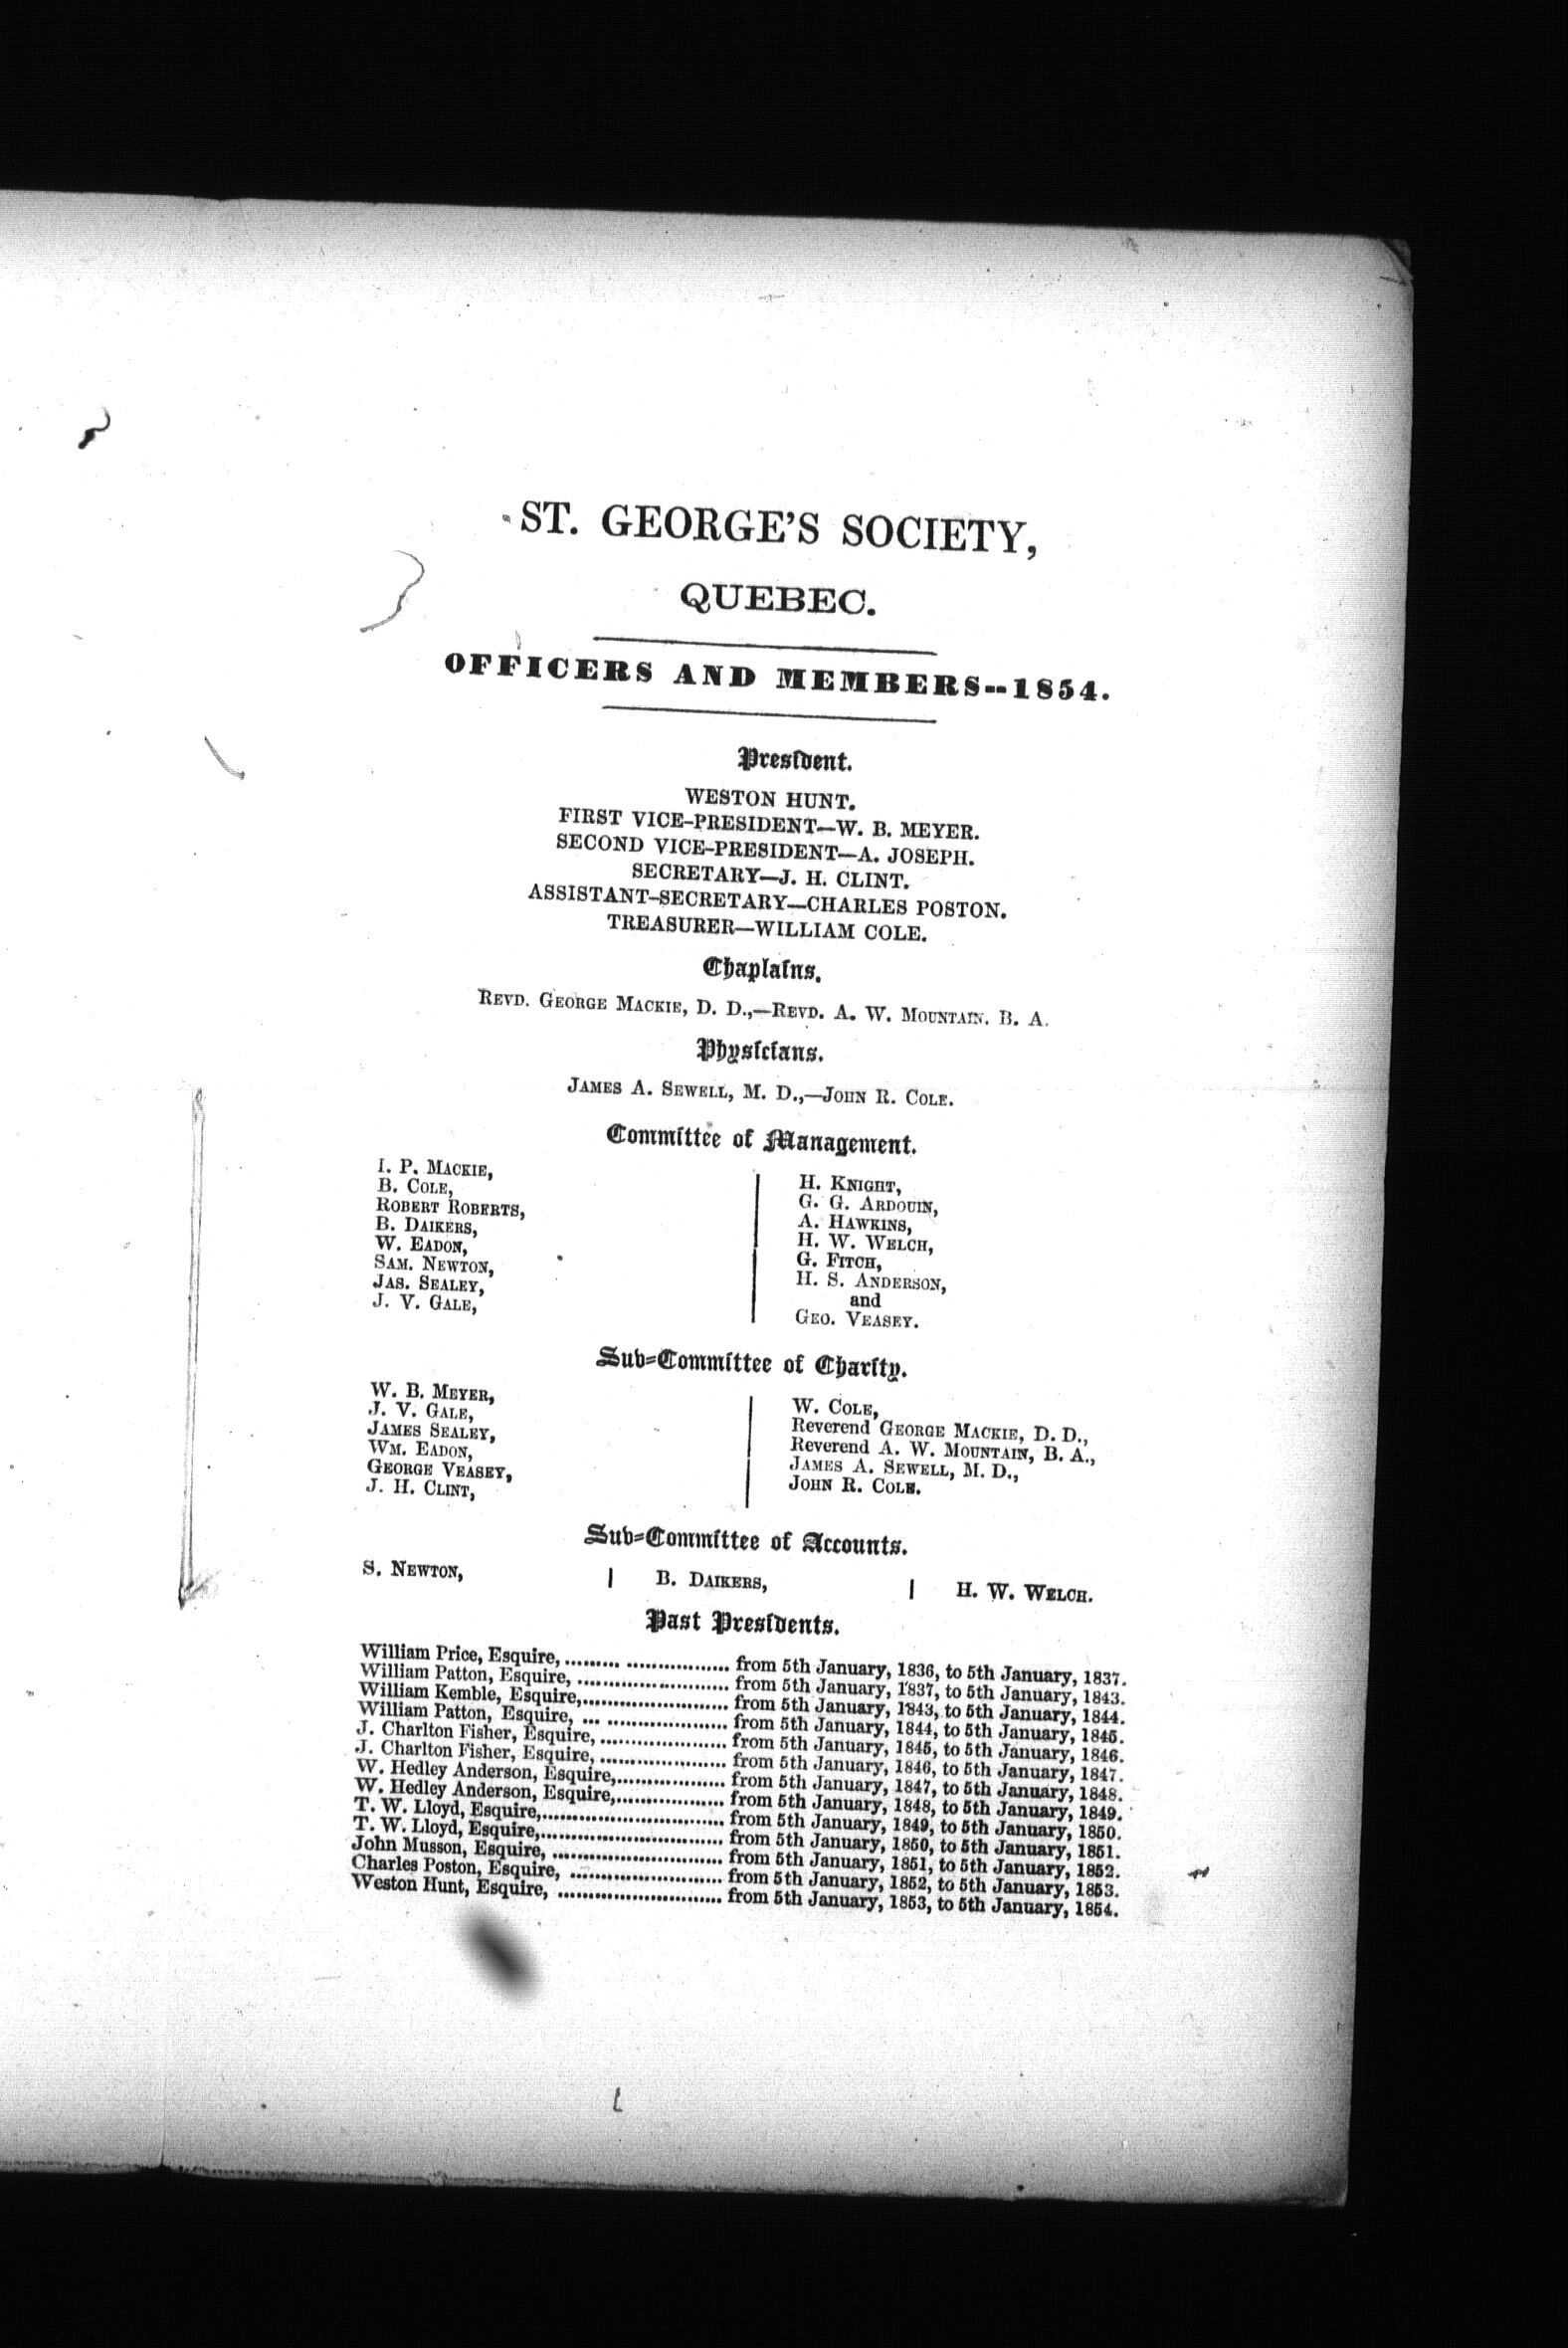 ST. GEORGE'S SOCIETY,
QUEBEC.
OFFICERS AND MEMBERS--1854.
President.
WESTON HUNT.
FIRST VICE-PRESIDENT—W. B. MEYER.
SECOND VICE-PRESIDENT—A. JOSEPH.
SECRETARY—J. H. CLINT.
ASSISTANT-SECRETARY—CHARLES POSTON.
TREASURER—WILLIAM COLE.
Chaplains.
REVD. GEORGE MACKIE, D. D.,—REVD. A. W. MOUNTAIN. B. A.
Physicians.
JAMES A. SEWELL, M. D.,—JOHN R. COLE.
Committee of Management.
I. P. MACKIE,
B. COLE,
ROBERT ROBERTS,
B. DAIKERS,
W. EADON,
SAM. NEWTON,
JAS. SEALEY,
J. V. GALE,
H. KNIGHT,
G. G. ARDOUIN,
A. HAWKINS,
H. W. WELCH,
G. FITCH,
H. S. ANDERSON,
and
GEO. VEASEY.
Sub-Committee of Charity.
W. B. MEYER,
J. V. GALE,
JAMES SEALEY,
WM. EADON,
GEORGE VEASEY,
J. H. CLINT,
W. COLE,
Reverend GEORGE MACKIE, D. D.,
Reverend A. W. MOUNTAIN, B. A.,
JAMES A. SEWELL, M. D.,
JOHN R. COLE.
Sub-Committee of Accounts.
S. NEWTON, | B. DAIKERS, | H. W. WELCH.
Past Presidents.
William Price, Esquire,......... ................. from 5th January, 1836, to 5th January, 1837.
William Patton, Esquire, ......................... from 5th January, 1837, to 5th January, 1843.
William Kemble, Esquire,........................ from 5th January, 1843, to 5th January, 1844.
William Patton, Esquire, ... .................... from 5th January, 1844, to 5th January, 1845.
J. Charlton Fisher, Esquire, ..................... from 5th January, 1845, to 5th January, 1846.
J. Charlton Fisher, Esquire, ..................... from 5th January, 1846, to 5th January, 1847.
W. Hedley Anderson, Esquire,.................. from 5th January, 1847, to 5th January, 1848.
W. Hedley Anderson, Esquire,.................. from 5th January, 1848, to 5th January, 1849.
T. W. Lloyd, Esquire,.............................. from 5th January, 1849, to 5th January, 1850.
T. W. Lloyd, Esquire,.............................. from 5th January, 1850, to 5th January, 1851.
John Musson, Esquire, ............................ from 5th January, 1851, to 5th January, 1852.
Charles Poston, Esquire, ......................... from 5th January, 1852, to 5th January, 1853.
Weston Hunt, Esquire, ........................... from 5th January, 1853, to 5th January, 1854.